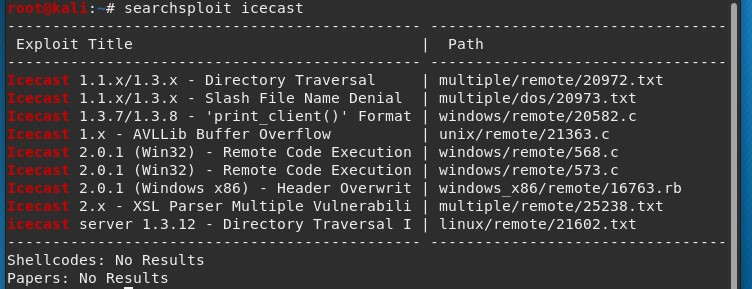 root@kali:~# searchsploit icecast
---------------------------------------------- ---------------------------------
 Exploit Title                                |  Path
---------------------------------------------- ---------------------------------
Icecast 1.1.x/1.3.x - Directory Traversal     | multiple/remote/20972.txt
Icecast 1.1.x/1.3.x - Slash File Name Denial  | multiple/dos/20973.txt
Icecast 1.3.7/1.3.8 - 'print_client()' Format | windows/remote/20582.c
Icecast 1.x - AVLLib Buffer Overflow          | unix/remote/21363.c
Icecast 2.0.1 (Win32) - Remote Code Execution | windows/remote/568.c
Icecast 2.0.1 (Win32) - Remote Code Execution | windows/remote/573.c
Icecast 2.0.1 (Windows x86) - Header Overwrit | windows_x86/remote/16763.rb
Icecast 2.x - XSL Parser Multiple Vulnerabili | multiple/remote/25238.txt
icecast server 1.3.12 - Directory Traversal I | linux/remote/21602.txt
---------------------------------------------- ---------------------------------
Shellcodes: No Results
Papers: No Results